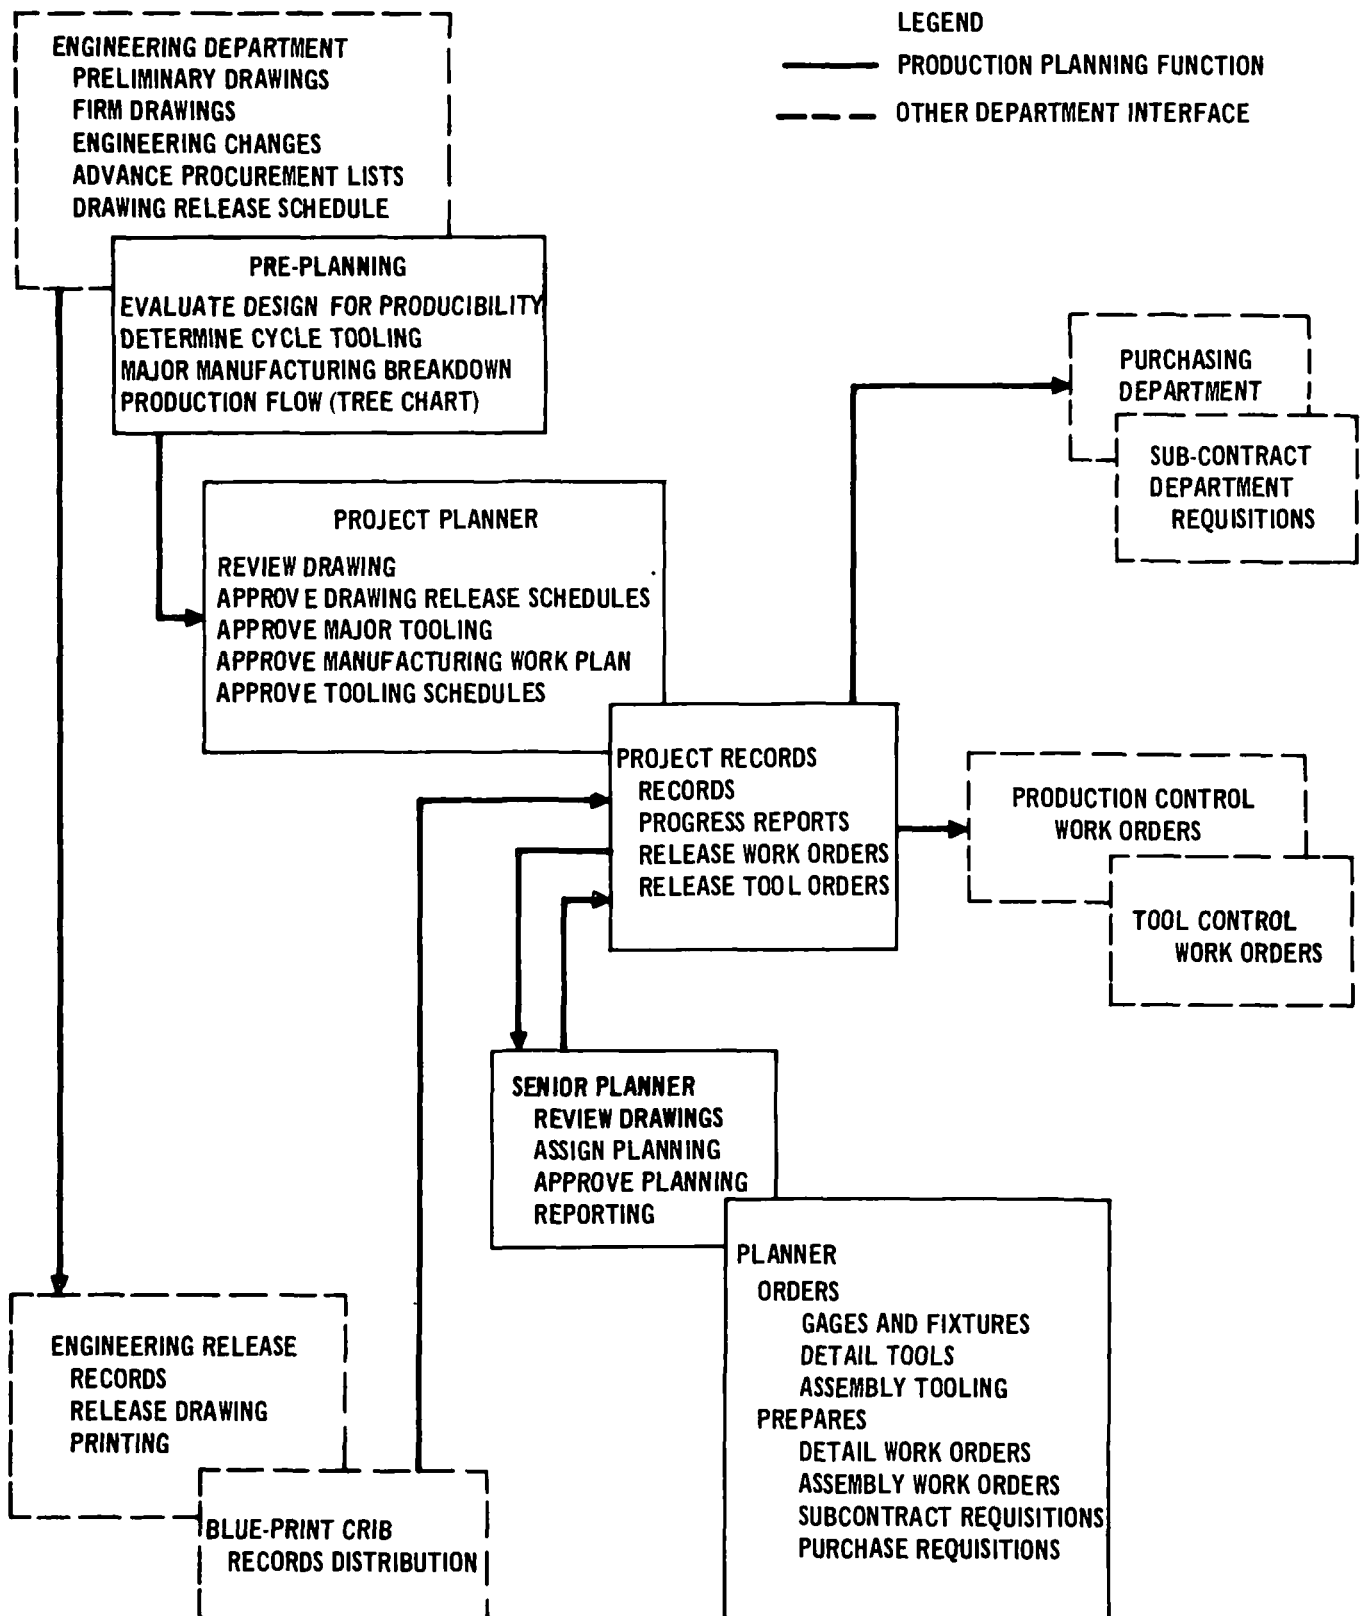 LEGEND
PRODUCTION PLANNING FUNCTION
OTHER DEPARTMENT INTERFACE
ENGINEERING DEPARTMENT
PRELIMINARY DRAWINGS
FIRM DRAWINGS
ENGINEERING CHANGES
ADVANCE PROCUREMENT LISTS
DRAWING RELEASE SCHEDULE
PRE-PLANNING
EVALUATE DESIGN FOR PRODUCIBILITY
DETERMINE CYCLE TOOLING
MAJOR MANUFACTURING BREAKDOWN
PRODUCTION FLOW (TREE CHART)
PROJECT PLANNER
REVIEW DRAWING
APPROVE DRAWING RELEASE SCHEDULES
APPROVE MAJOR TOOLING
APPROVE MANUFACTURING WORK PLAN
APPROVE TOOLING SCHEDULES
PURCHASING
DEPARTMENT
SUB-CONTRACT
DEPARTMENT
REQUISITIONS
PROJECT RECORDS
RECORDS
PROGRESS REPORTS
RELEASE WORK ORDERS
RELEASE TOOL ORDERS
PRODUCTION CONTROL
WORK ORDERS
TOOL CONTROL
WORK ORDERS
SENIOR PLANNER
REVIEW DRAWINGS
ASSIGN PLANNING
APPROVE PLANNING
REPORTING
PLANNER
ORDERS
GAGES AND FIXTURES
DETAIL TOOLS
ASSEMBLY TOOLING
PREPARES
DETAIL WORK ORDERS
ASSEMBLY WORK ORDERS
SUBCONTRACT REQUISITIONS
PURCHASE REQUISITIONS
ENGINEERING RELEASE
RECORDS
RELEASE DRAWING
PRINTING
BLUE-PRINT CRIB
RECORDS DISTRIBUTION